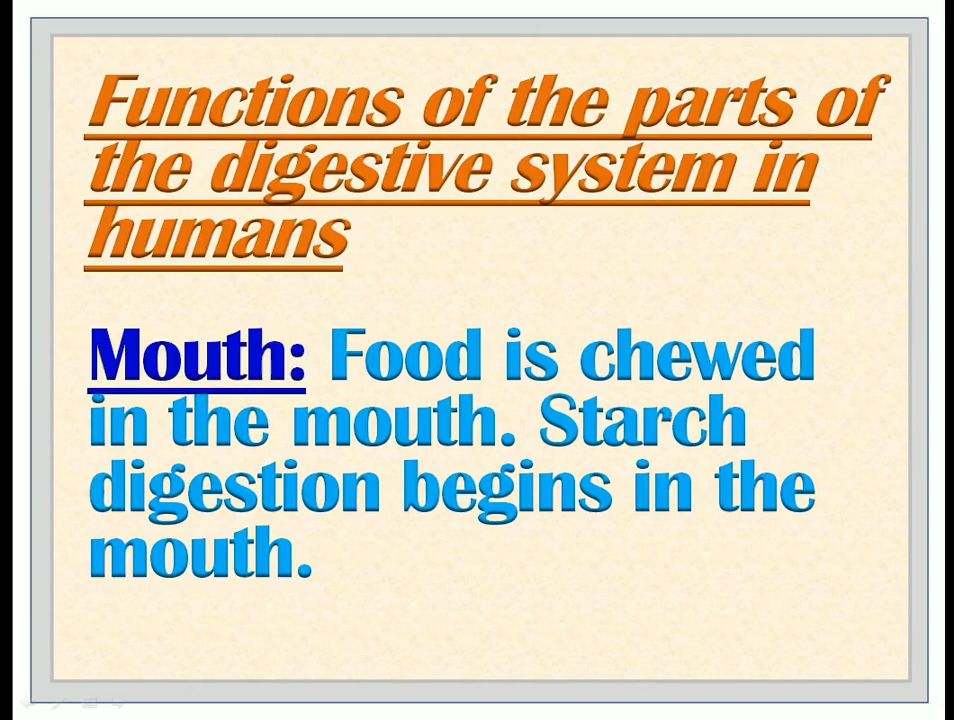 Functions of the parts of
the digestive system in
humans
Mouth: Food is chewed
in the mouth. Starch
digestion begins in the
mouth.